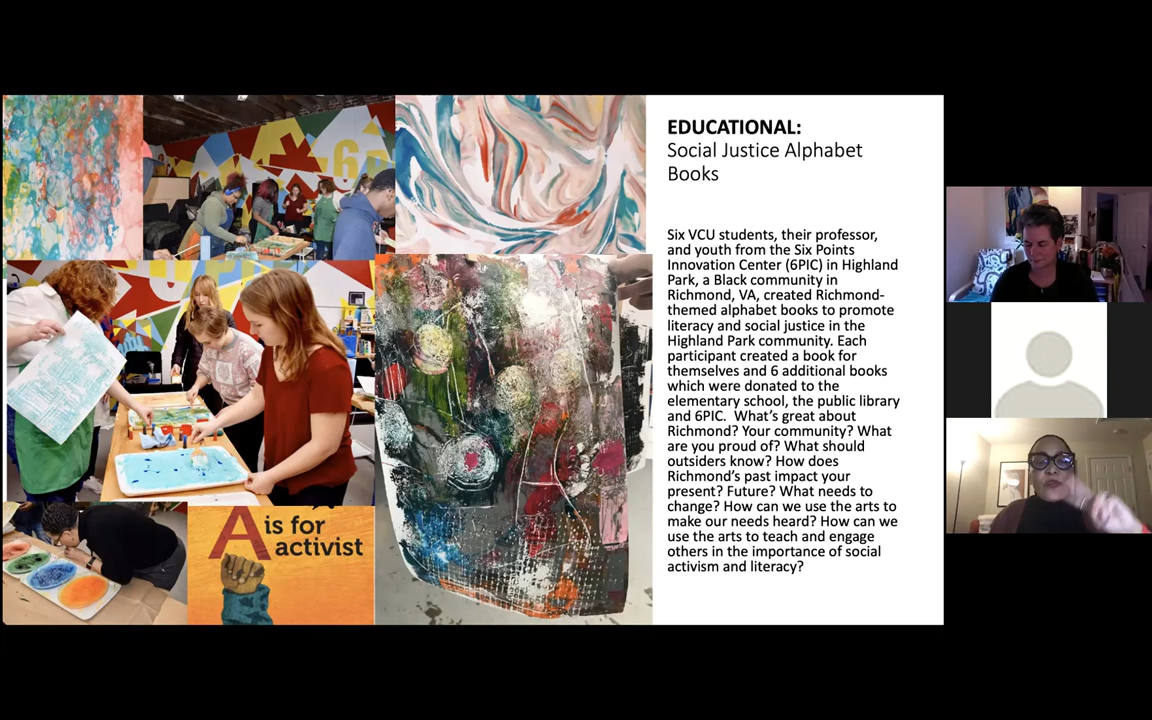 EDUCATIONAL:
Social Justice Alphabet
Books
Six VCU students, their professor,
and youth from the Six Points
Innovation Center (6PIC) in Highland
Park, a Black community in
Richmond, VA, created Richmond-
themed alphabet books to promote
literacy and social justice in the
Highland Park community. Each
participant created a book for
themselves and 6 additional books
which were donated to the
elementary school, the public library
and 6PIC.  What's great about
Richmond? Your community? What
are you proud of? What should
outsiders know? How does
Richmond's past impact your
present? Future? What needs to
change? How can we use the arts to
make our needs heard? How can we
use the arts to teach and engage
others in the importance of social
activism and literacy?
A is for
activist